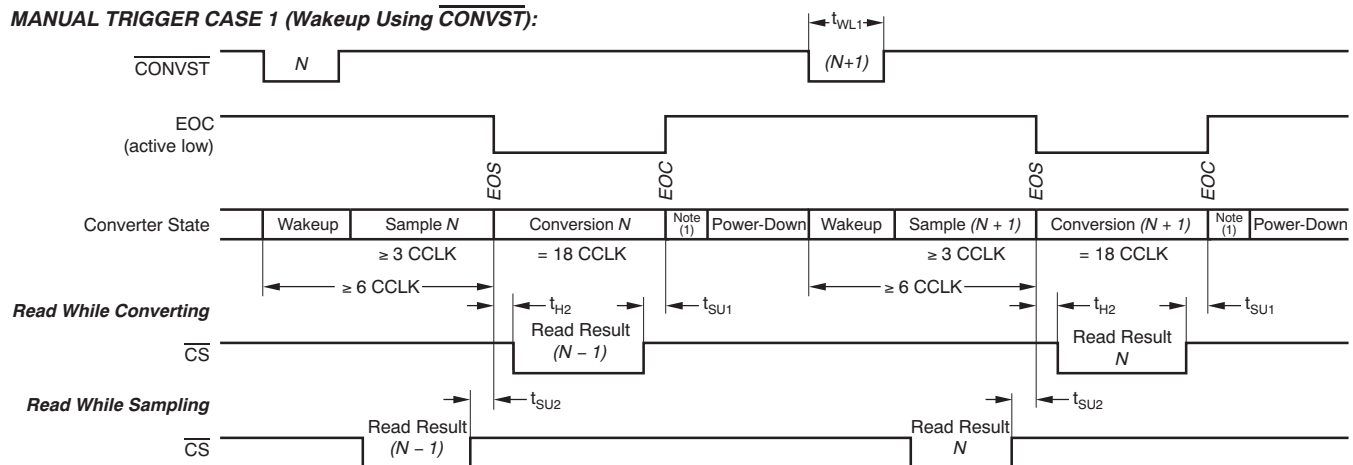 MANUAL TRIGGER CASE 1 (Wakeup Using CONVST):
tWL1
CONVST
N
(N+1)
EOC
(active low)
EOS
EOC
EOS
EOC
Converter State
Wakeup
Sample N
Conversion N
Note
(1)
Power-Down
Wakeup
Sample (N + 1)
Conversion (N + 1)
Note
(1)
Power-Down
≥ 3 CCLK
= 18 CCLK
≥ 3 CCLK
= 18 CCLK
≥ 6 CCLK
≥ 6 CCLK
Read While Converting
tH2
tSU1
tH2
tSU1
CS
Read Result
(N − 1)
Read Result
N
Read While Sampling
tSU2
tSU2
CS
Read Result
(N − 1)
Read Result
N